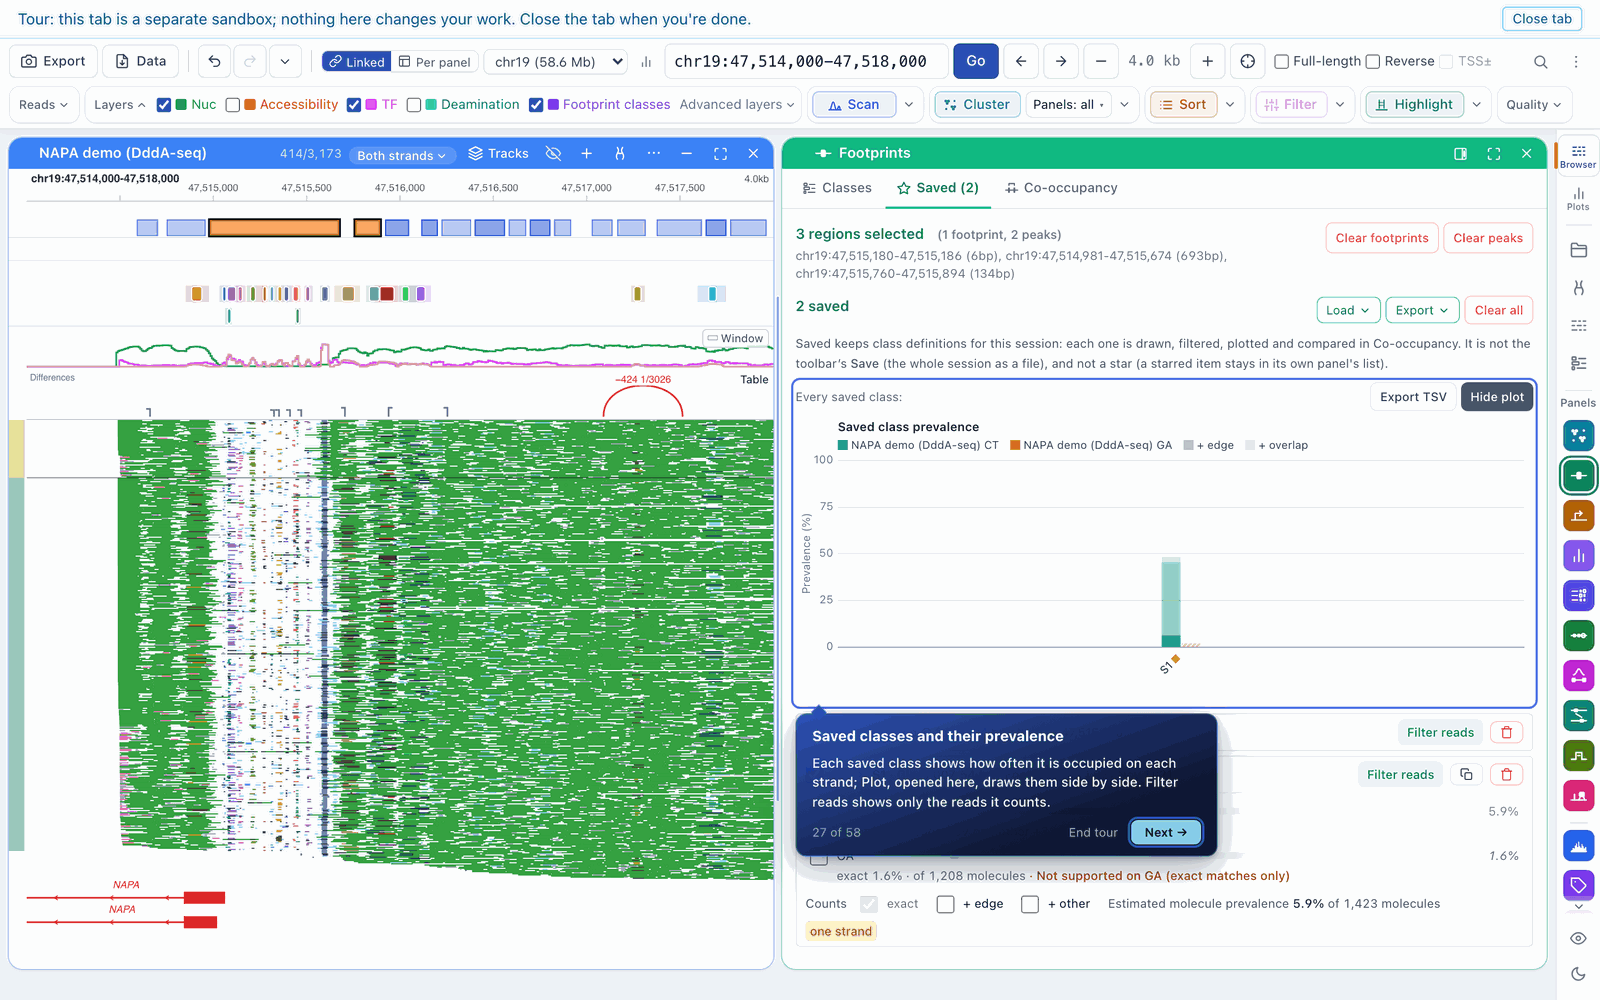 Tour: this tab is a separate sandbox; nothing here changes your work. Close the tab when you're done.
Close tab
Export
Data
Linked
Per panel
chr19 (58.6 Mb)
chr19:47,514,000–47,518,000
Go
4.0 kb
Full-length
Reverse
TSS±
Reads
Layers
Nuc
Accessibility
TF
Deamination
Footprint classes
Advanced layers
Scan
Cluster
Panels: all
Sort
Filter
Highlight
Quality
NAPA demo (DddA-seq)
414/3,173
Both strands
Tracks
chr19:47,514,000-47,518,000
47,515,000
47,515,500
47,516,000
47,516,500
47,517,000
47,517,500
4.0kb
Window
Differences
−424 1/3026
Table
NAPA
NAPA
Footprints
Classes
Saved (2)
Co-occupancy
3 regions selected
(1 footprint, 2 peaks)
chr19:47,515,180-47,515,186 (6bp), chr19:47,514,981-47,515,674 (693bp),
chr19:47,515,760-47,515,894 (134bp)
Clear footprints
Clear peaks
2 saved
Load
Export
Clear all
Saved keeps class definitions for this session: each one is drawn, filtered, plotted and compared in Co-occupancy. It is not the
toolbar's Save (the whole session as a file), and not a star (a starred item stays in its own panel's list).
Every saved class:
Export TSV
Hide plot
Saved class prevalence
NAPA demo (DddA-seq) CT
NAPA demo (DddA-seq) GA
+ edge
+ overlap
Prevalence (%)
100
75
50
25
0
S1
Saved classes and their prevalence
Each saved class shows how often it is occupied on each
strand; Plot, opened here, draws them side by side. Filter
reads shows only the reads it counts.
27 of 58
End tour
Next →
Filter reads
Filter reads
5.9%
1.6%
GA
exact 1.6% · of 1,208 molecules · Not supported on GA (exact matches only)
Counts
exact
+ edge
+ other
Estimated molecule prevalence 5.9% of 1,423 molecules
one strand
Browser
Plots
Panels